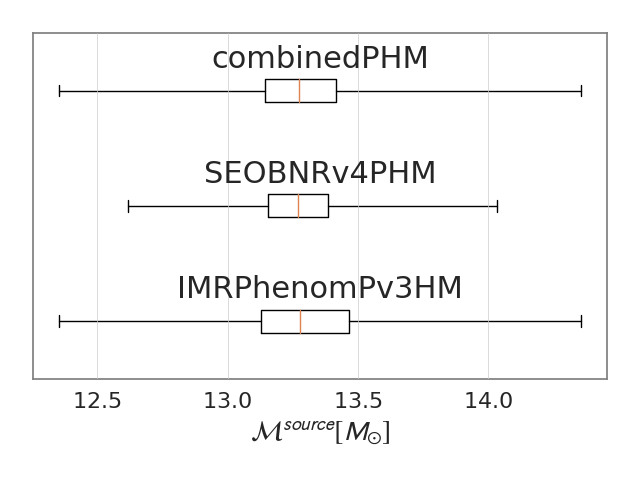 combinedPHM
SEOBNRv4PHM
IMRPhenomPv3HM
12.5 13.0 13.5 14.0
ℳ^source[M_⊙]